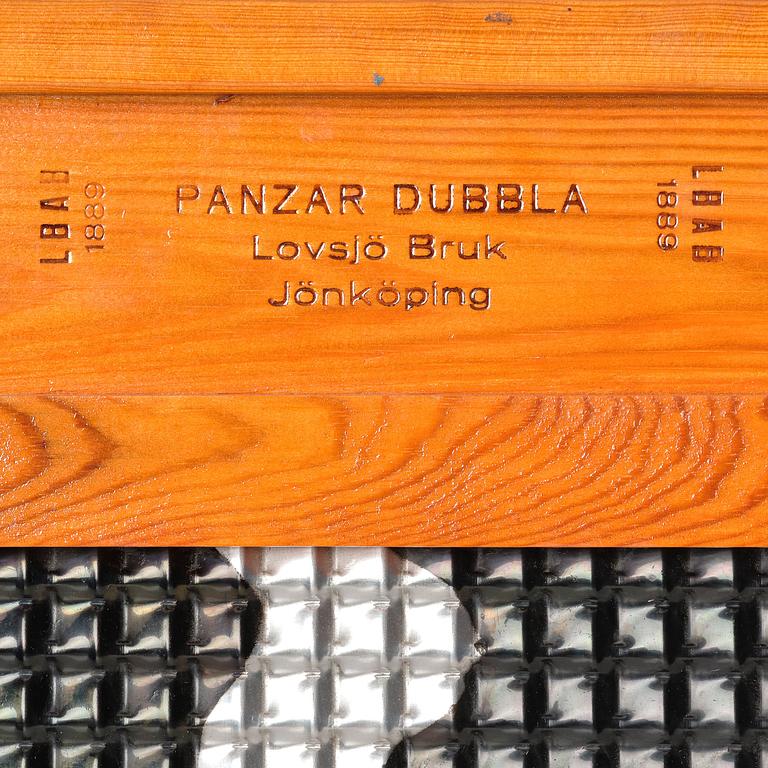 LBAB
1889
PANZAR DUBBLA
Lovsjö Bruk
Jönköping
LBAB
1889